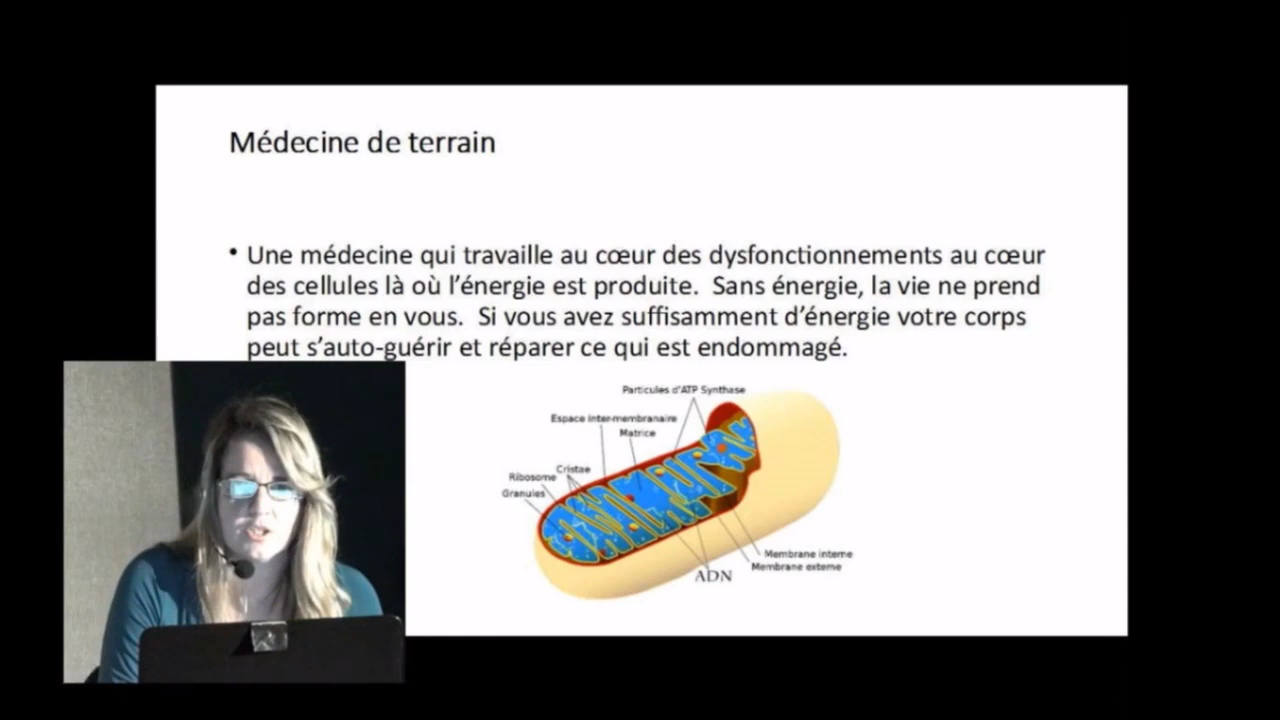 Médecine de terrain
• Une médecine qui travaille au cœur des dysfonctionnements au cœur
des cellules là où l’énergie est produite.  Sans énergie, la vie ne prend
pas forme en vous.  Si vous avez suffisamment d’énergie votre corps
peut s’auto-guérir et réparer ce qui est endommagé.
Particules d'ATP Synthase
Espace inter-membranaire
Matrice
Cristae
Ribosome
Granules
Membrane interne
Membrane externe
ADN